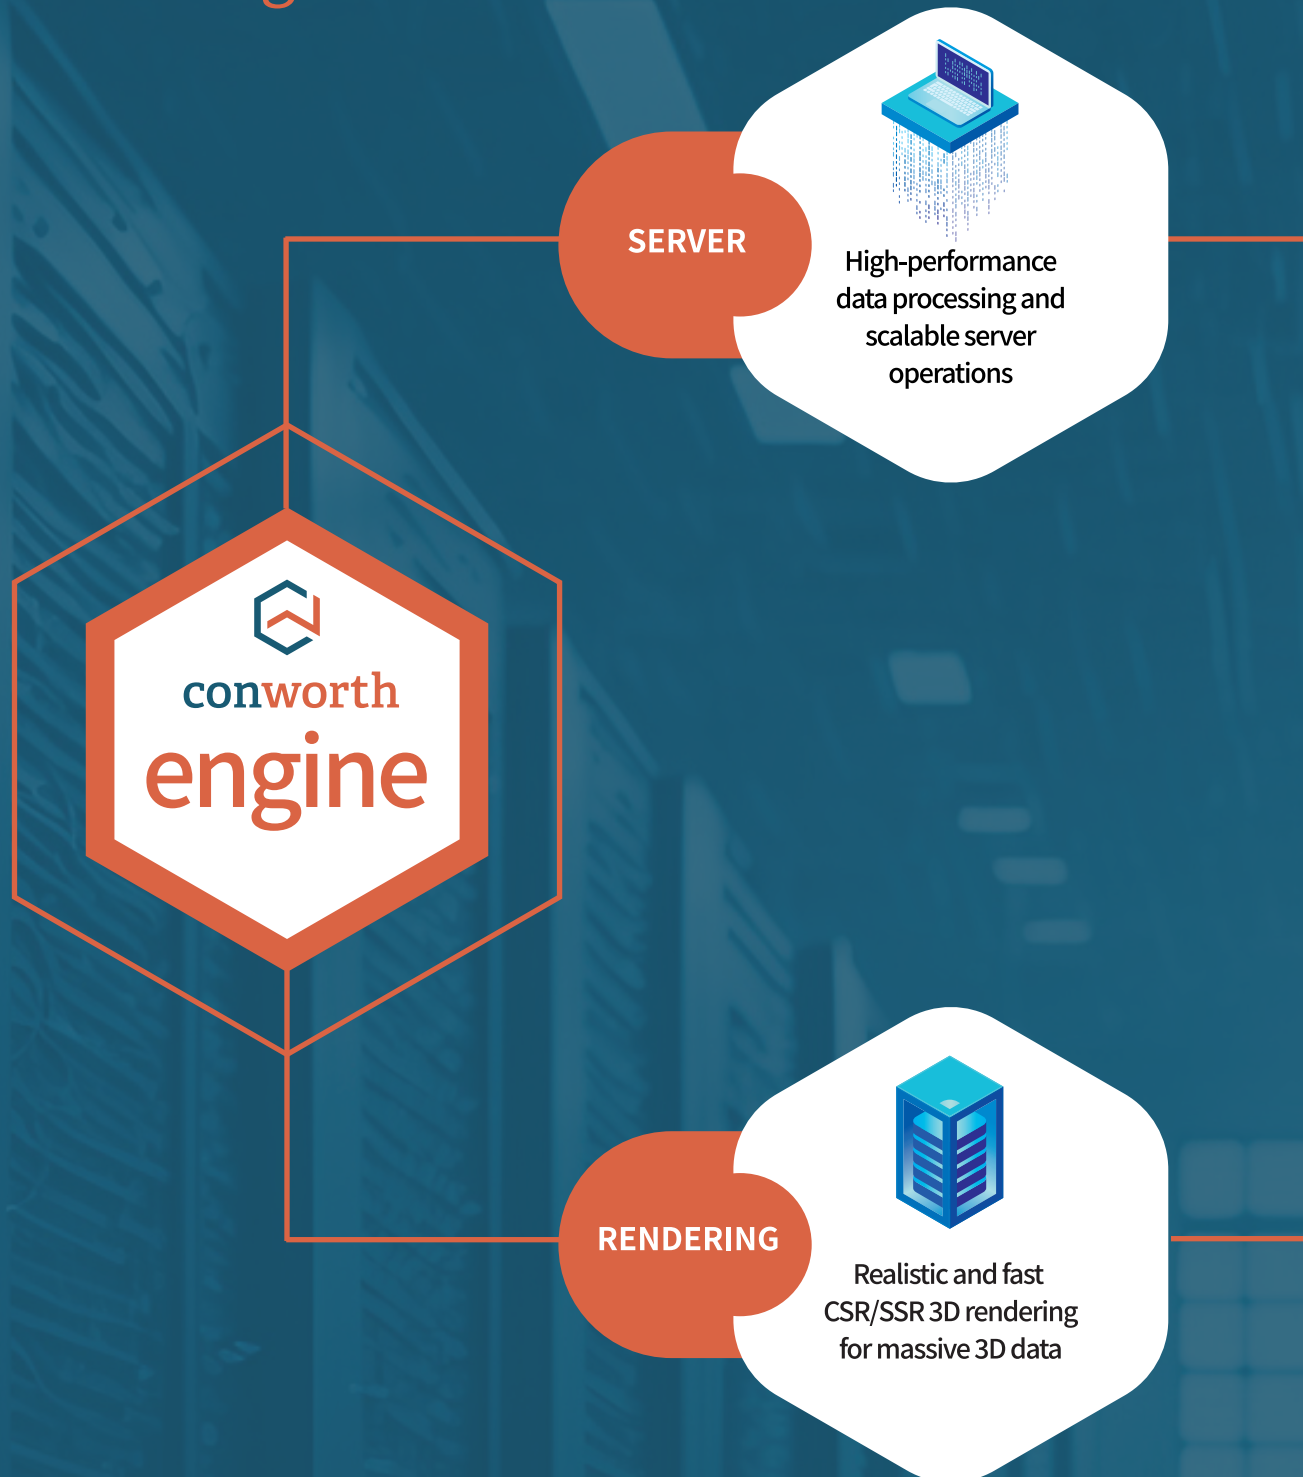 SERVER
High-performance
data processing and
scalable server
operations
conworth
engine
RENDERING
Realistic and fast
CSR/SSR 3D rendering
for massive 3D data